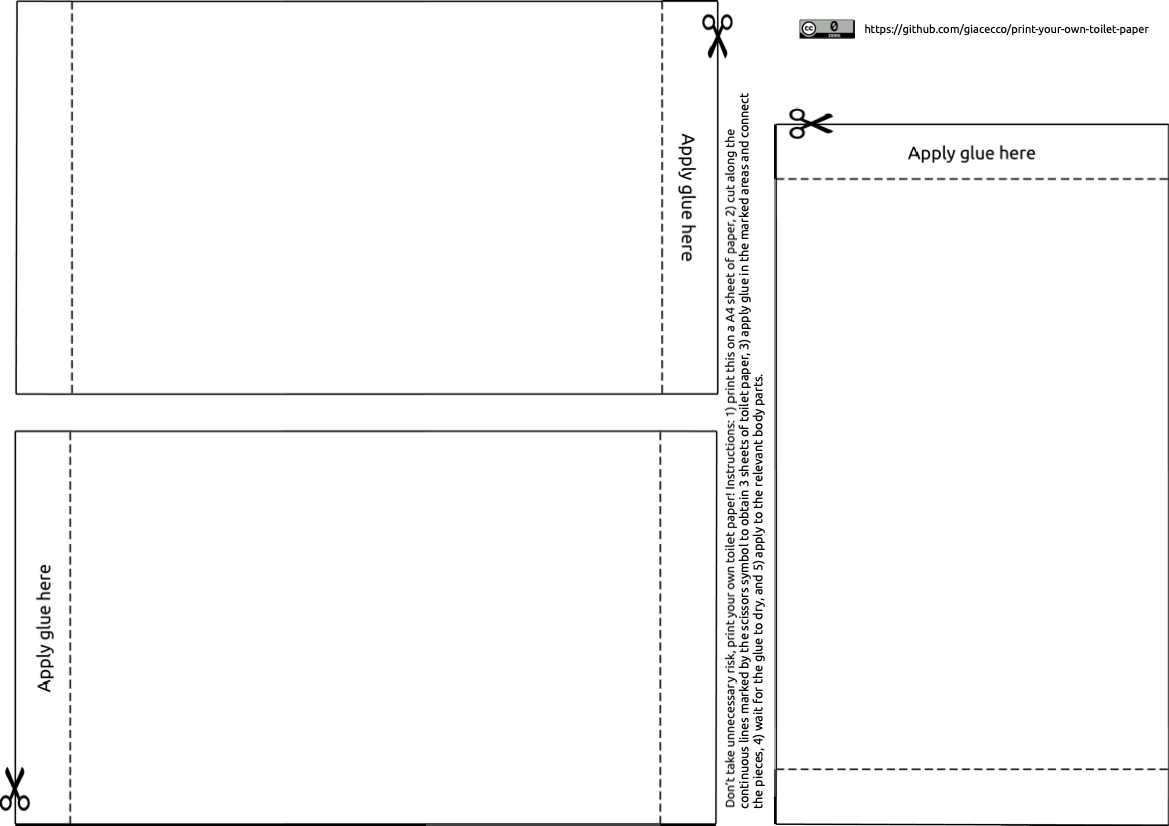 cc 0
ZERO
https://github.com/giacecco/print-your-own-toilet-paper
Apply glue here
Apply glue here
Apply glue here
Don't take unnecessary risk, print your own toilet paper! Instructions: 1) print this on a A4 sheet of paper, 2) cut along the
continuous lines marked by the scissors symbol to obtain 3 sheets of toilet paper, 3) apply glue in the marked areas and connect
the pieces, 4) wait for the glue to dry, and 5) apply to the relevant body parts.